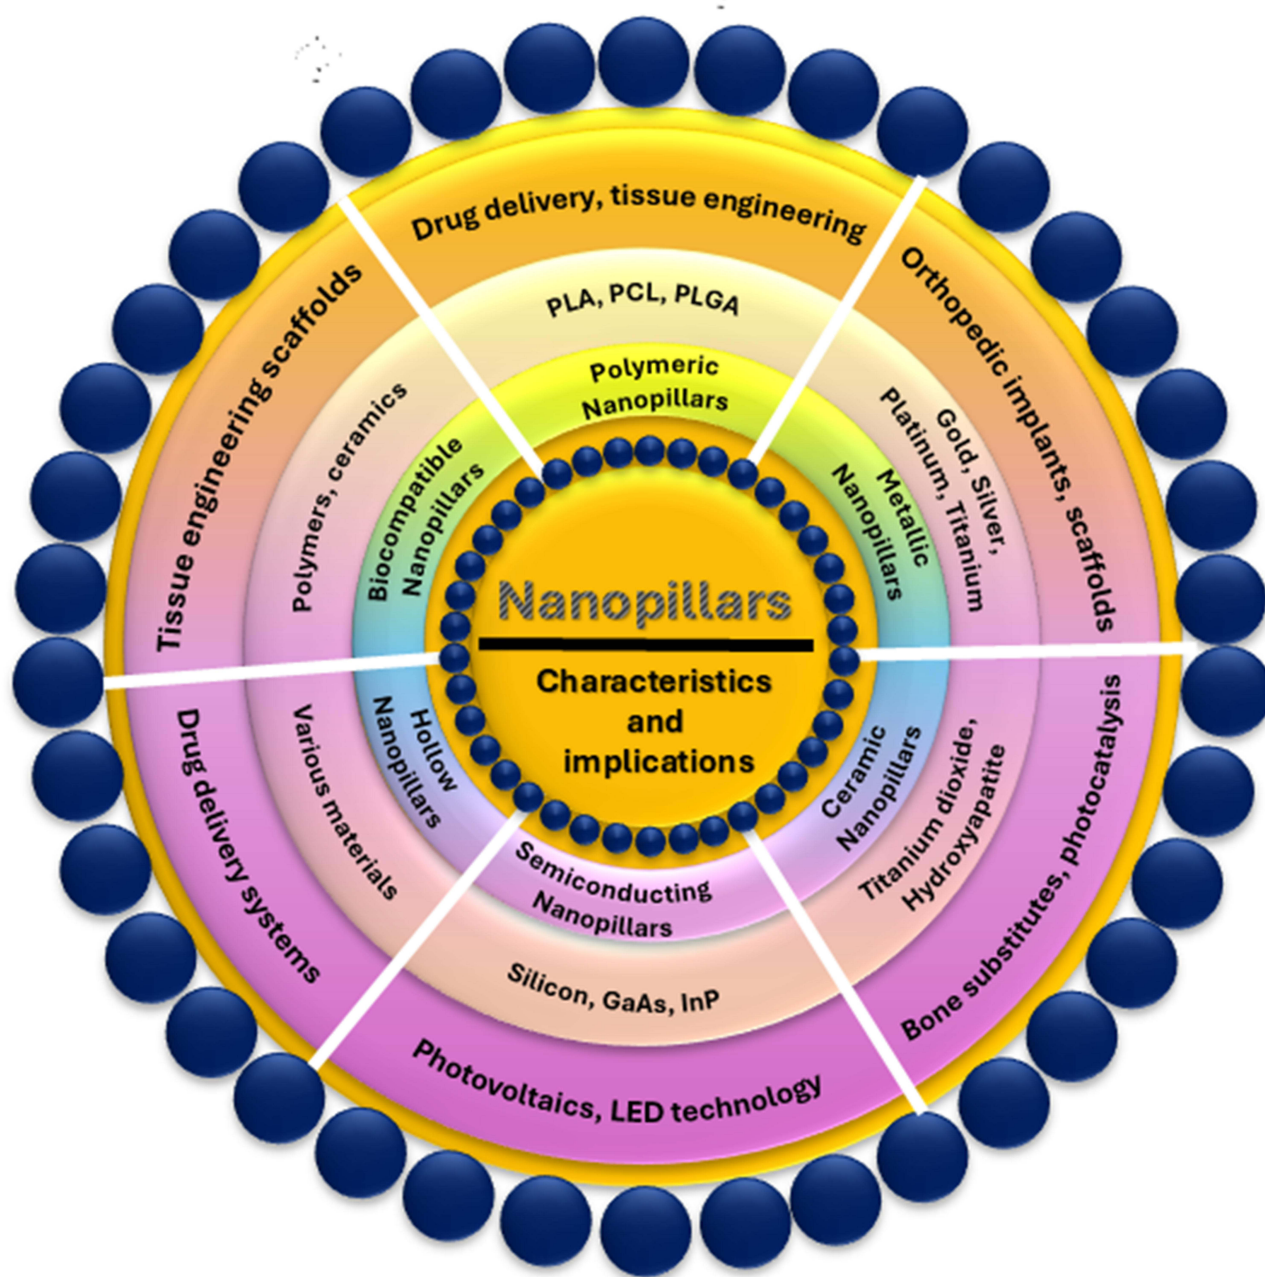 Nanopillars
Characteristics
and
implications
Polymeric
Nanopillars
PLA, PCL, PLGA
Drug delivery, tissue engineering
Metallic
Nanopillars
Gold, Silver,
Platinum, Titanium
Orthopedic implants, scaffolds
Ceramic
Nanopillars
Titanium dioxide,
Hydroxyapatite
Bone substitutes, photocatalysis
Semiconducting
Nanopillars
Silicon, GaAs, InP
Photovoltaics, LED technology
Hollow
Nanopillars
Various materials
Drug delivery systems
Biocompatible
Nanopillars
Polymers, ceramics
Tissue engineering scaffolds